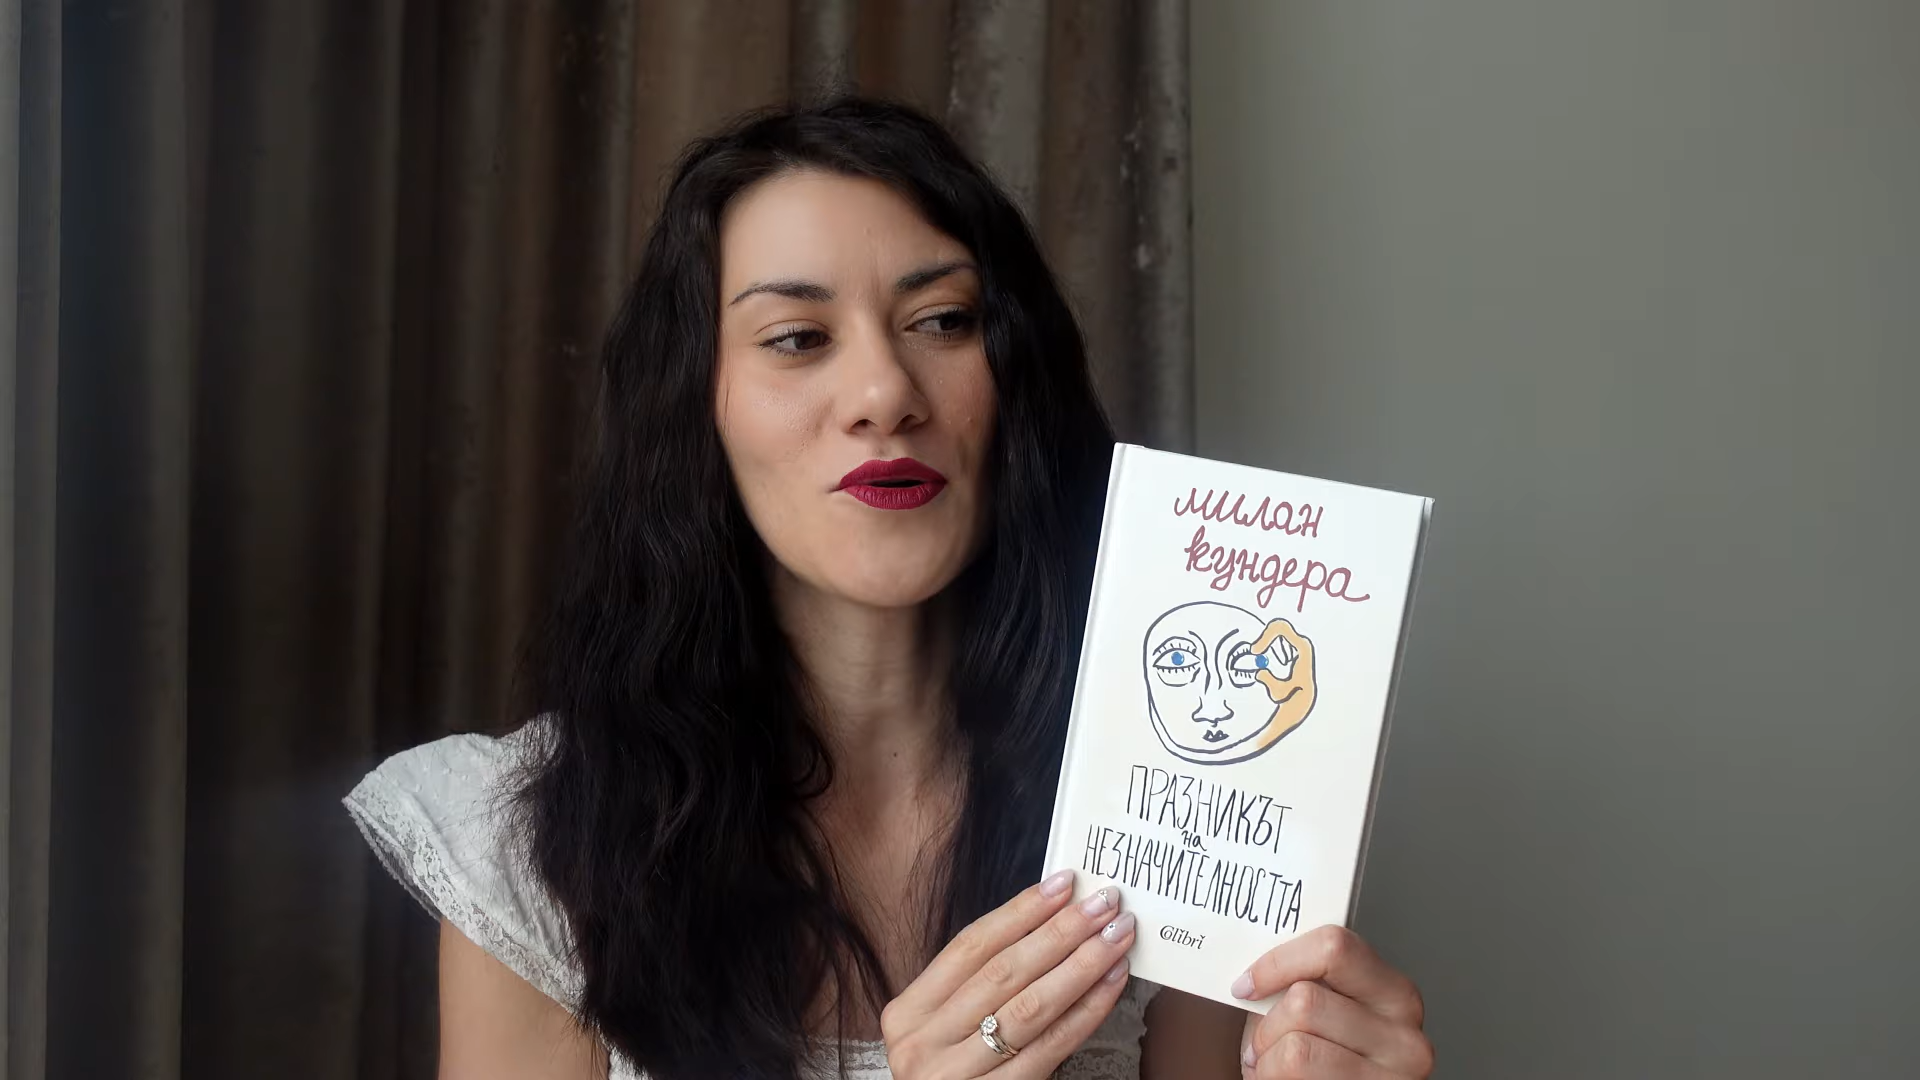 милан
кундера
ПРАЗНИКЪТ
на
НЕЗНАЧИТЕЛНОСТТА
Colibri